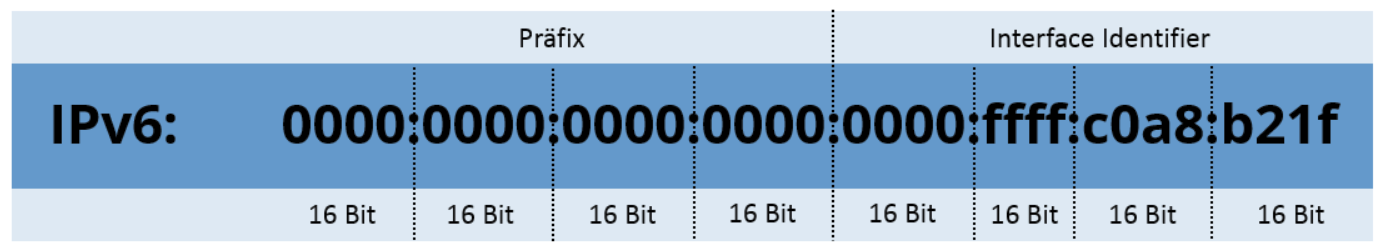 Präfix Interface Identifier
IPv6: 0000:0000:0000:0000:0000:ffff:c0a8:b21f
16 Bit 16 Bit 16 Bit 16 Bit 16 Bit 16 Bit 16 Bit 16 Bit